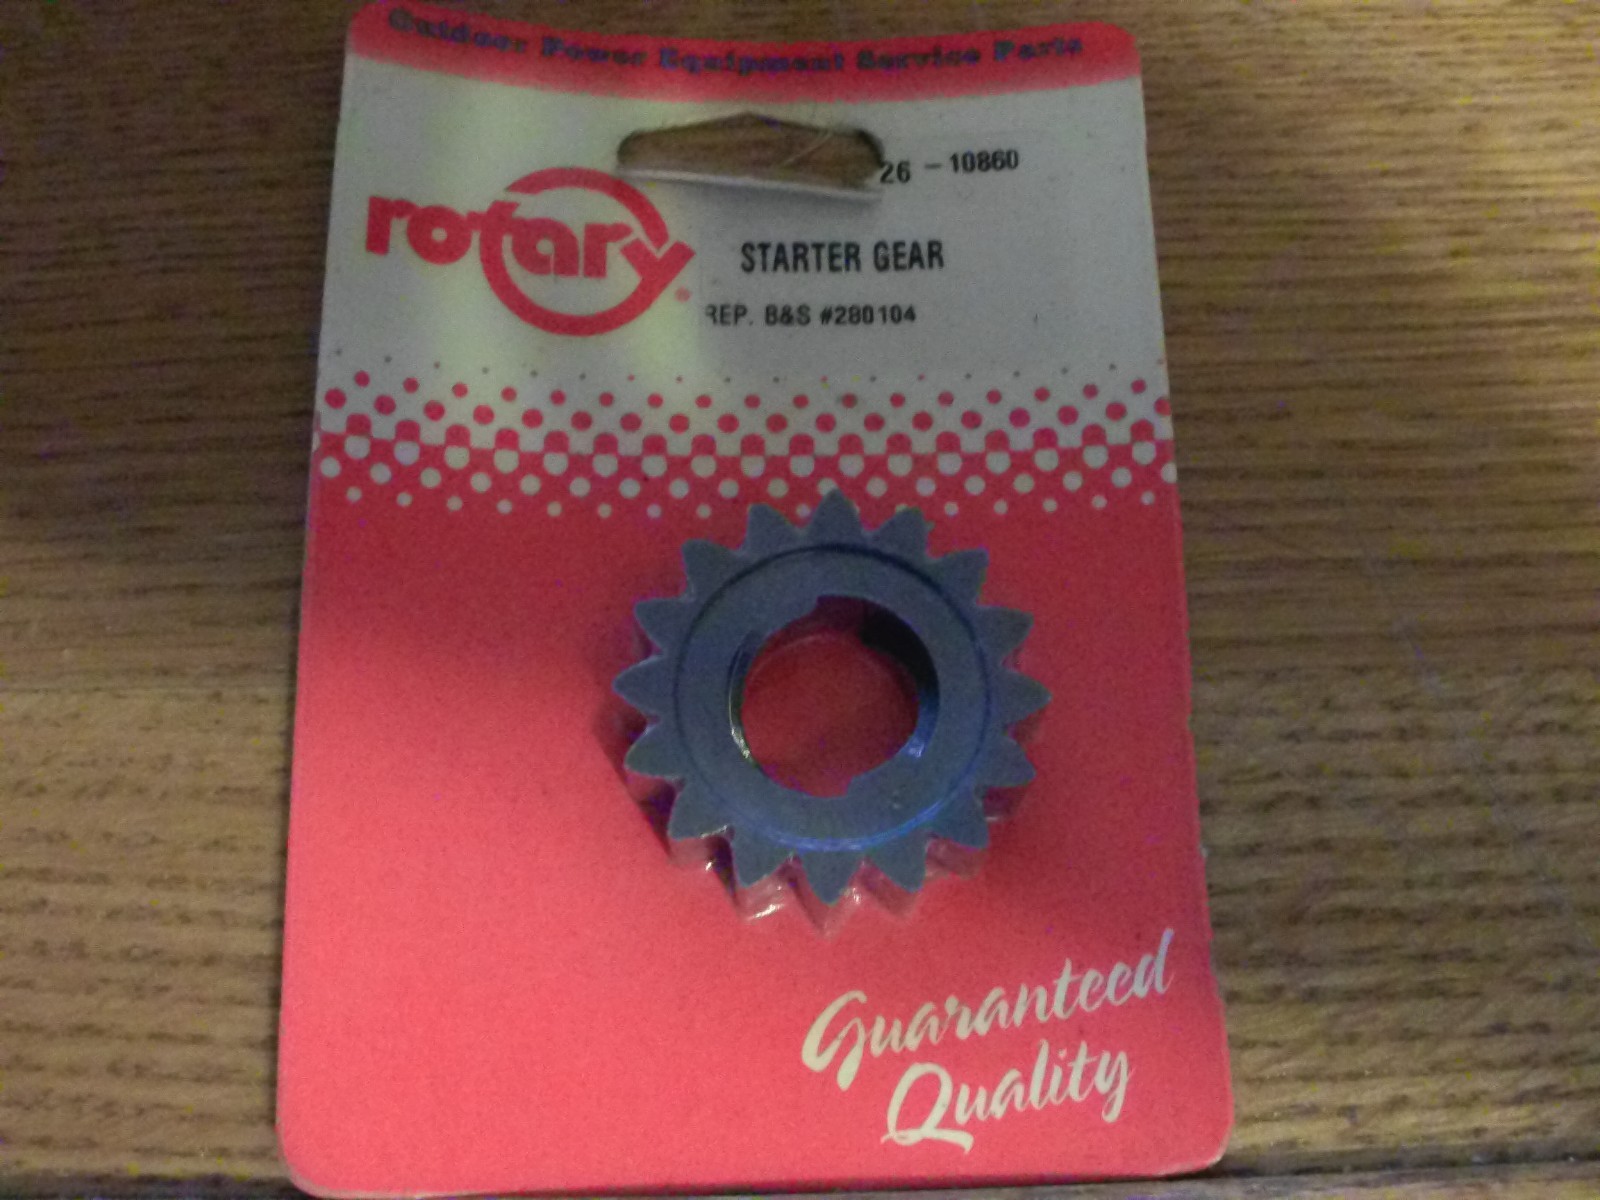 Outdoor Power Equipment Service Parts
26 - 10860
rotary
STARTER GEAR
REP. B&S #280104
Guaranteed
Quality